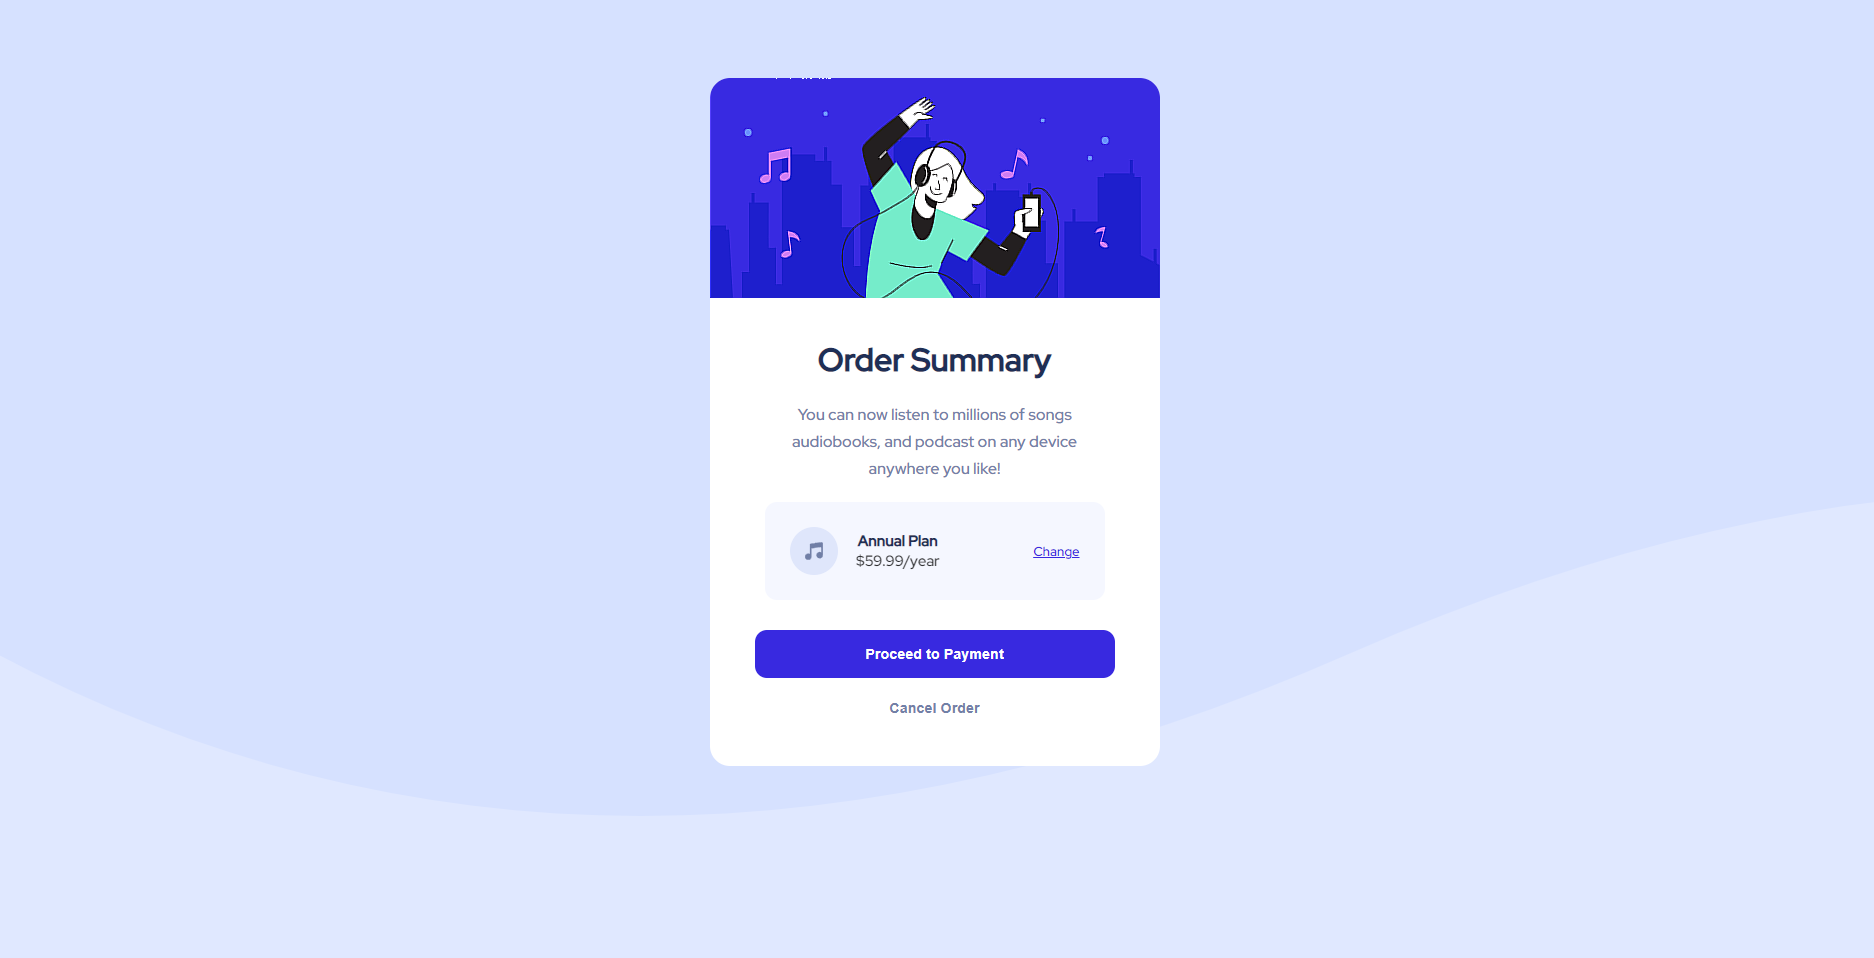 Order Summary
You can now listen to millions of songs
audiobooks, and podcast on any device
anywhere you like!
Annual Plan
$59.99/year
Change
Proceed to Payment
Cancel Order